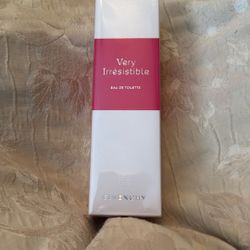 Very
Irrésistible
EAU DE TOILETTE
GIVENCHY